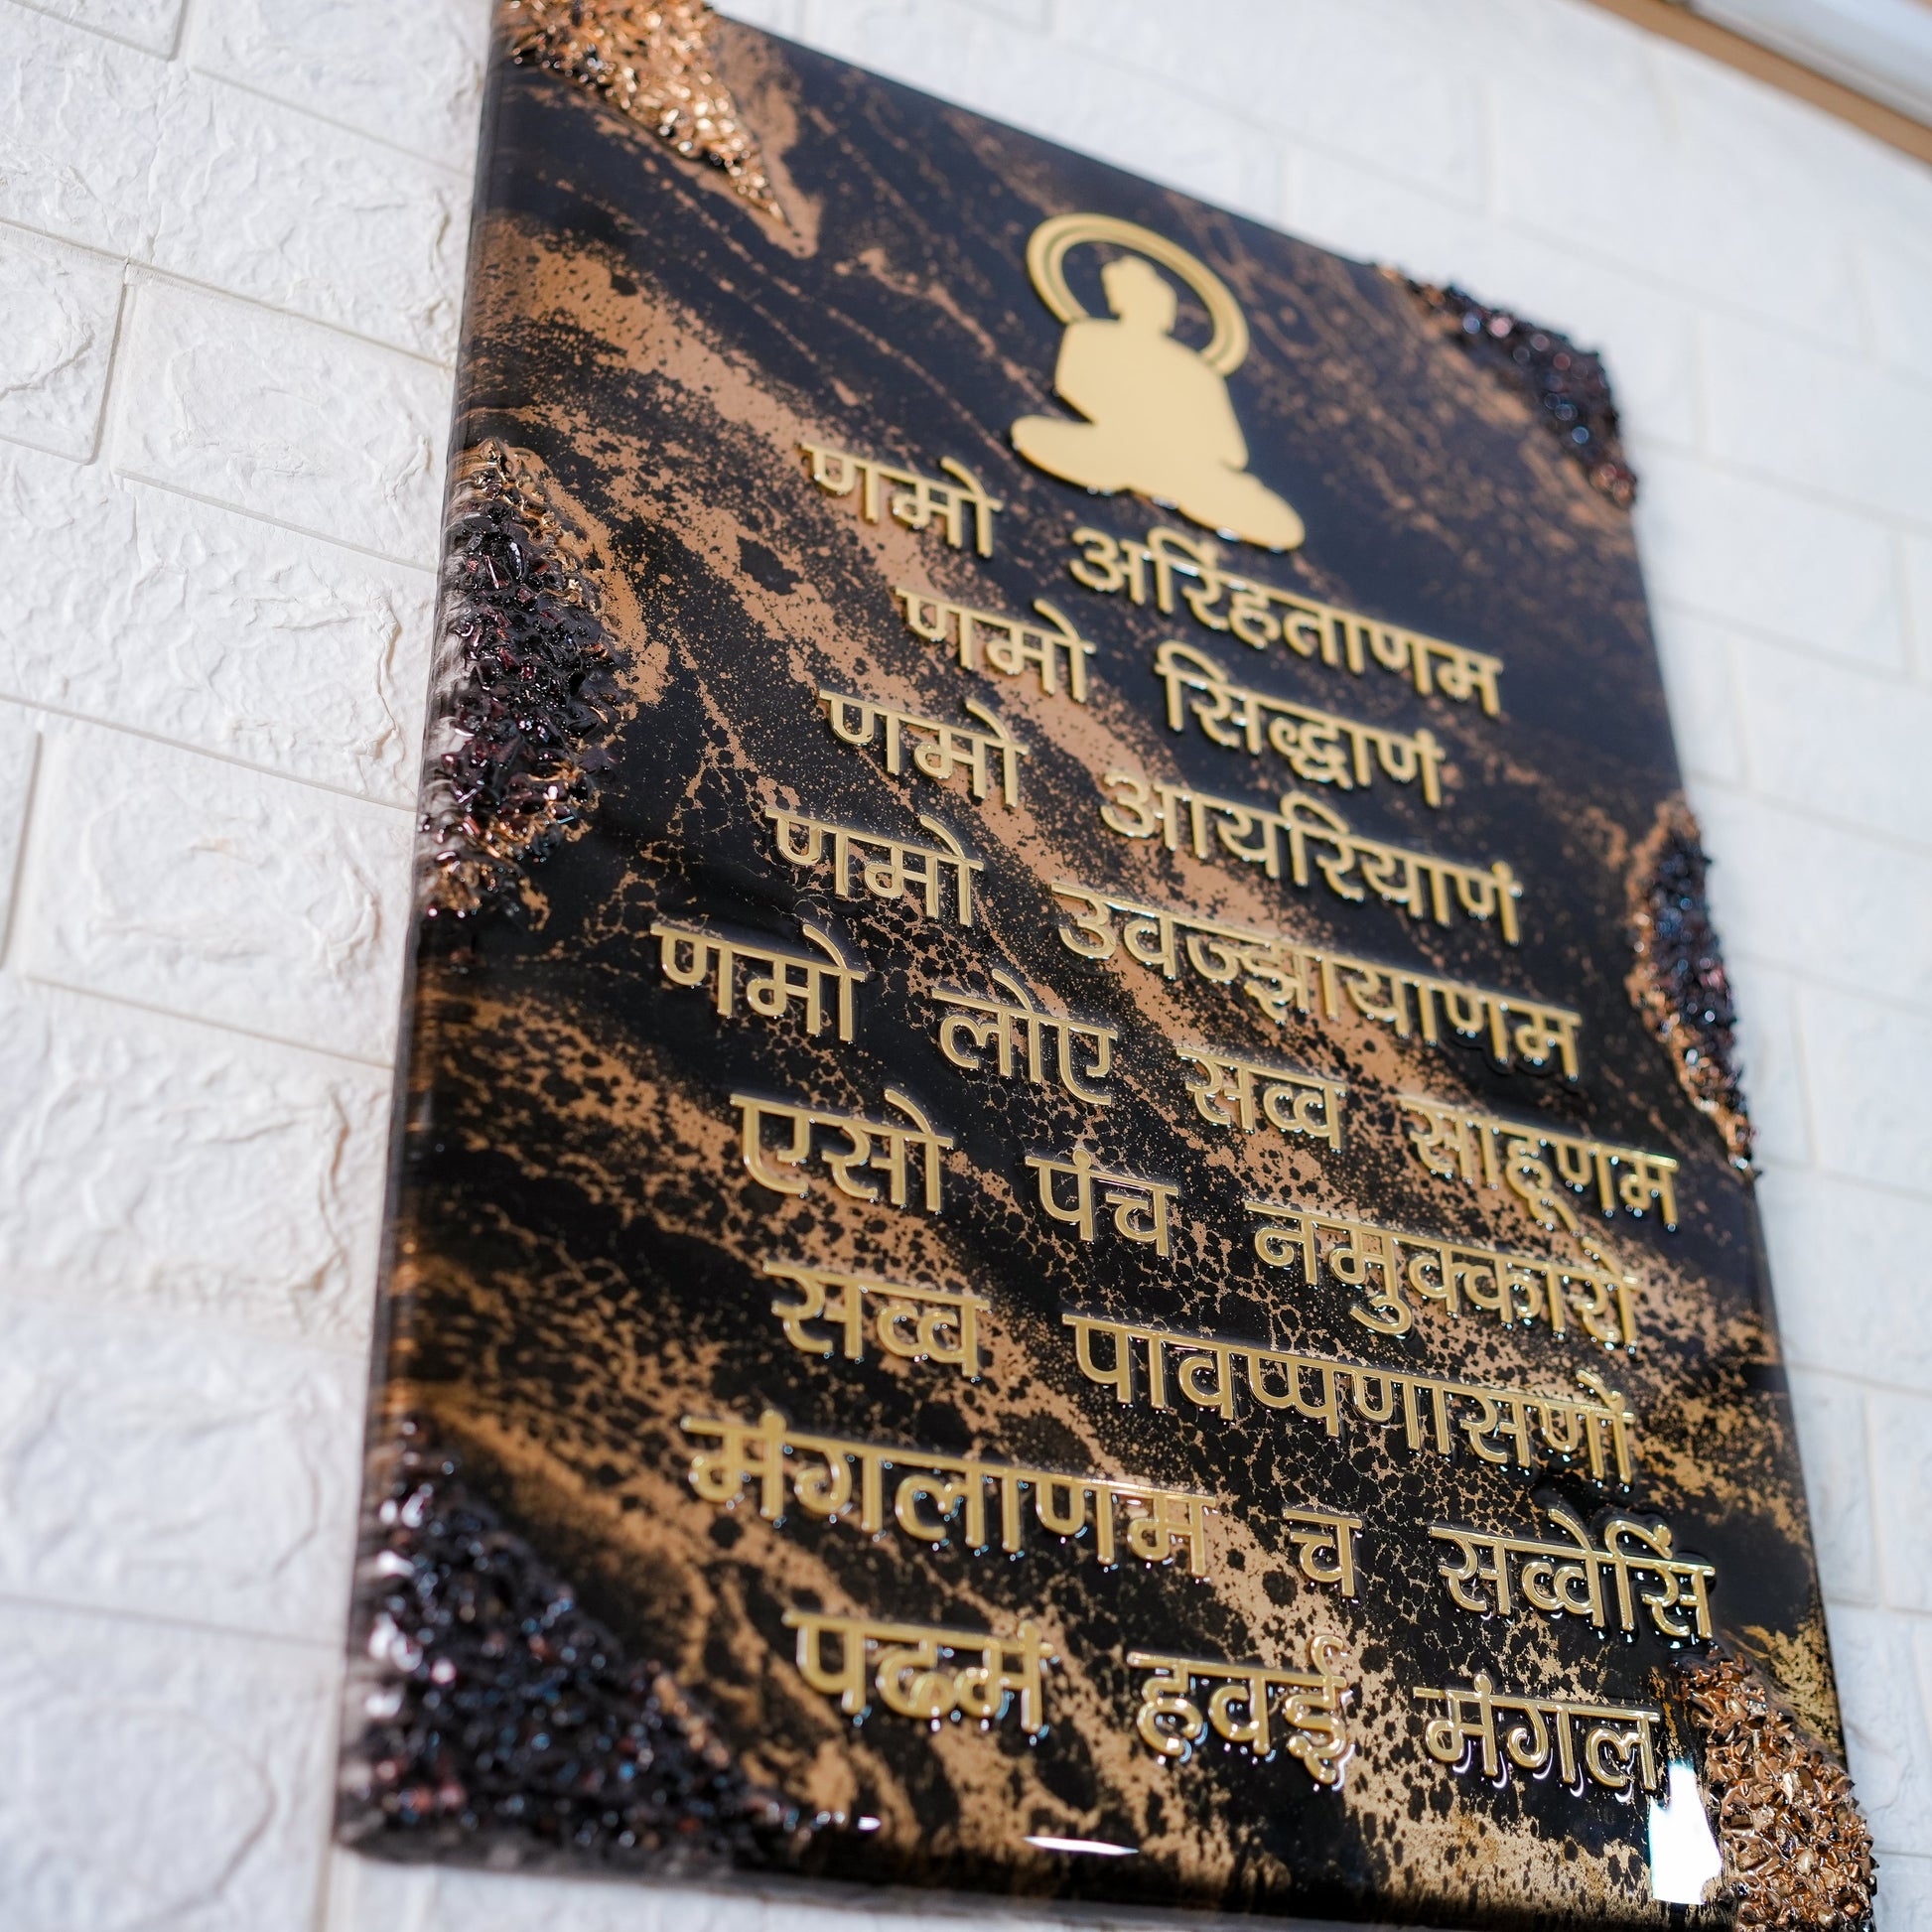 णमो अरिंहताणम
णमो सिद्धाणं
णमो आयरियाणं
णमो उवज्झायाणम
णमो लोए सव्व साहूणम
एसो पंच नमुक्कारो
सव्व पावप्पणासणों
मंगलाणम च सव्वेसिं
पढमं हवई मंगल